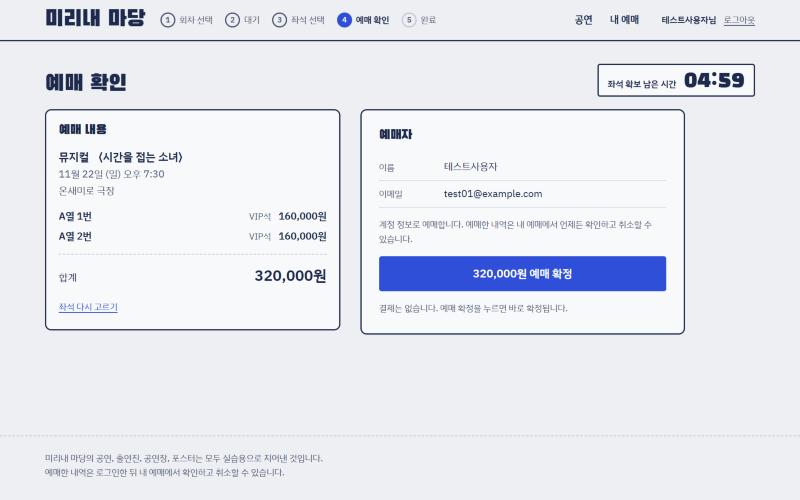 미리내 마당
1 회차 선택 2 대기 3 좌석 선택 4 예매 확인 5 완료
공연 내 예매 테스트사용자님 로그아웃
예매 확인
좌석 확보 남은 시간 04:59
예매 내용
뮤지컬 〈시간을 접는 소녀〉
11월 22일 (일) 오후 7:30
온새미로 극장
A열 1번 VIP석 160,000원
A열 2번 VIP석 160,000원
합계 320,000원
좌석 다시 고르기
예매자
이름 테스트사용자
이메일 test01@example.com
계정 정보로 예매합니다. 예매한 내역은 내 예매에서 언제든 확인하고 취소할 수
있습니다.
320,000원 예매 확정
결제는 없습니다. 예매 확정을 누르면 바로 확정됩니다.
미리내 마당의 공연, 출연진, 공연장, 포스터는 모두 실습용으로 지어낸 것입니다.
예매한 내역은 로그인한 뒤 내 예매에서 확인하고 취소할 수 있습니다.